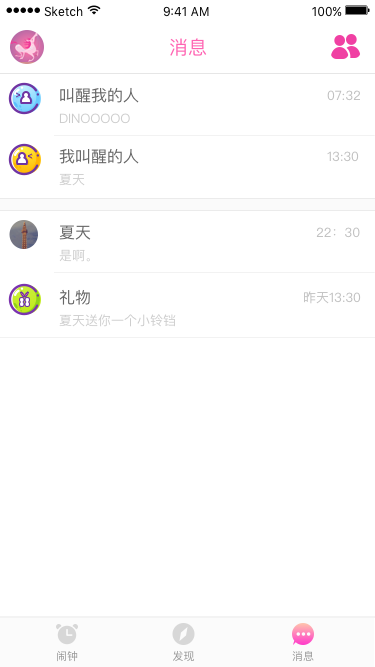 Sketch 9:41 AM 100%
消息
叫醒我的人 07:32
DINOOOOO
我叫醒的人 13:30
夏天
夏天 22：30
是啊。
礼物 昨天13:30
夏天送你一个小铃铛
闹钟 发现 消息